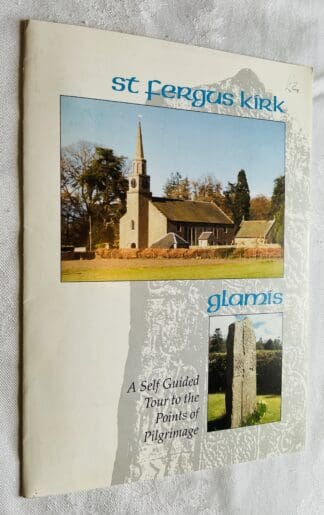 st fergus kirk
glamis
A Self Guided
Tour to the
Points of
Pilgrimage